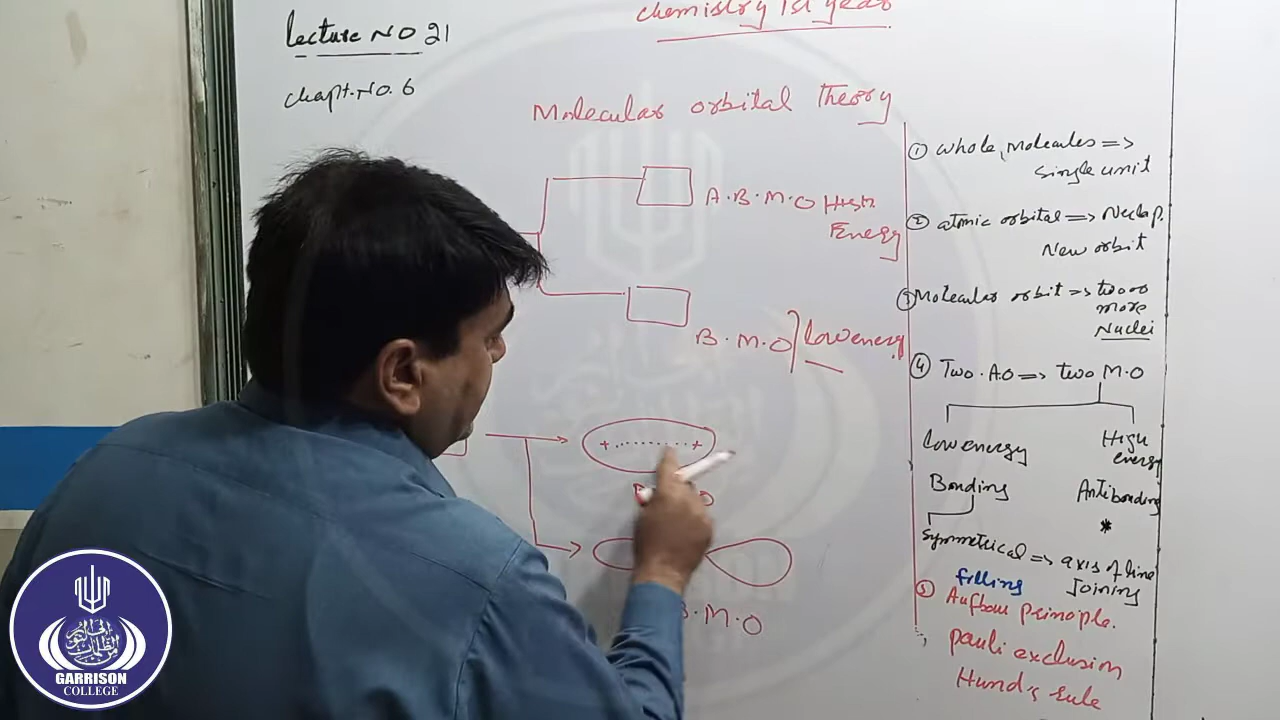 chemistry 1st year
lecture NO 21
chapt. NO. 6
Molecular orbital Theory
A.B.M.O High
Energy
B.M.O
low energy
+ ........ +
B.M.O
① whole, molecules =>
single unit
② atomic orbital =>
New orbit
③ Molecular orbit => two or
more
Nuclei
④ Two.A.O => two M.O
low energy
High
energy
Bonding
Antibonding
*
Symmetrical => axis of line
Joining
filling
⑤ Aufbau principle.
pauli exclusion
Hund's rule
GARRISON
COLLEGE